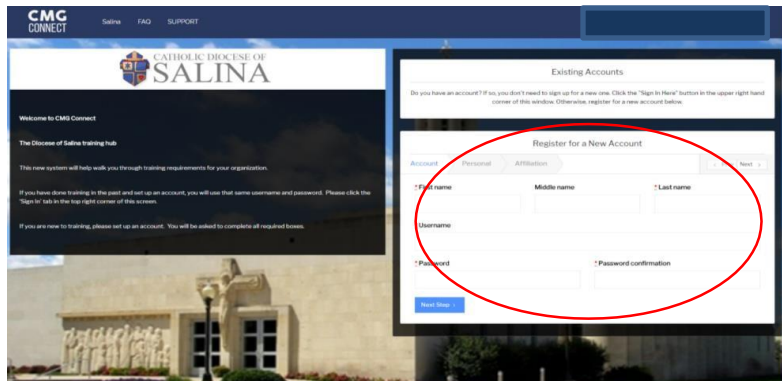 CMG
CONNECT
Salina FAQ SUPPORT
CATHOLIC DIOCESE OF
SALINA
Welcome to CMG Connect
The Diocese of Salina training hub
This new system will help walk you through training requirements for your organization.
If you have done training in the past and set up an account, you will use that same username and password. Please click the
'Sign In' tab in the top right corner of this screen.
If you are new to training, please set up an account. You will be asked to complete all required boxes.
Existing Accounts
Do you have an account? If so, you don't need to sign up for a new one. Click the "Sign In Here" button in the upper right hand
corner of this window. Otherwise, register for a new account below.
Register for a New Account
Account Personal Affiliation Next ›
* First name Middle name * Last name
* Username
* Password * Password confirmation
Next Step ›